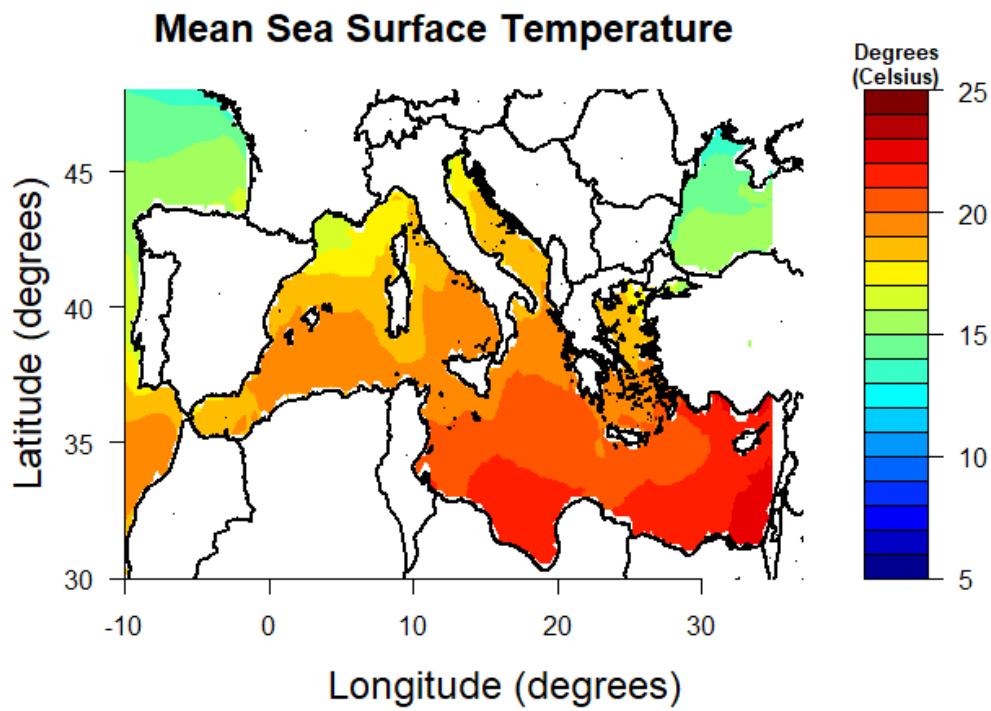 Mean Sea Surface Temperature
Degrees
(Celsius)
25
20
15
10
5
45
40
35
30
Latitude (degrees)
-10 0 10 20 30
Longitude (degrees)